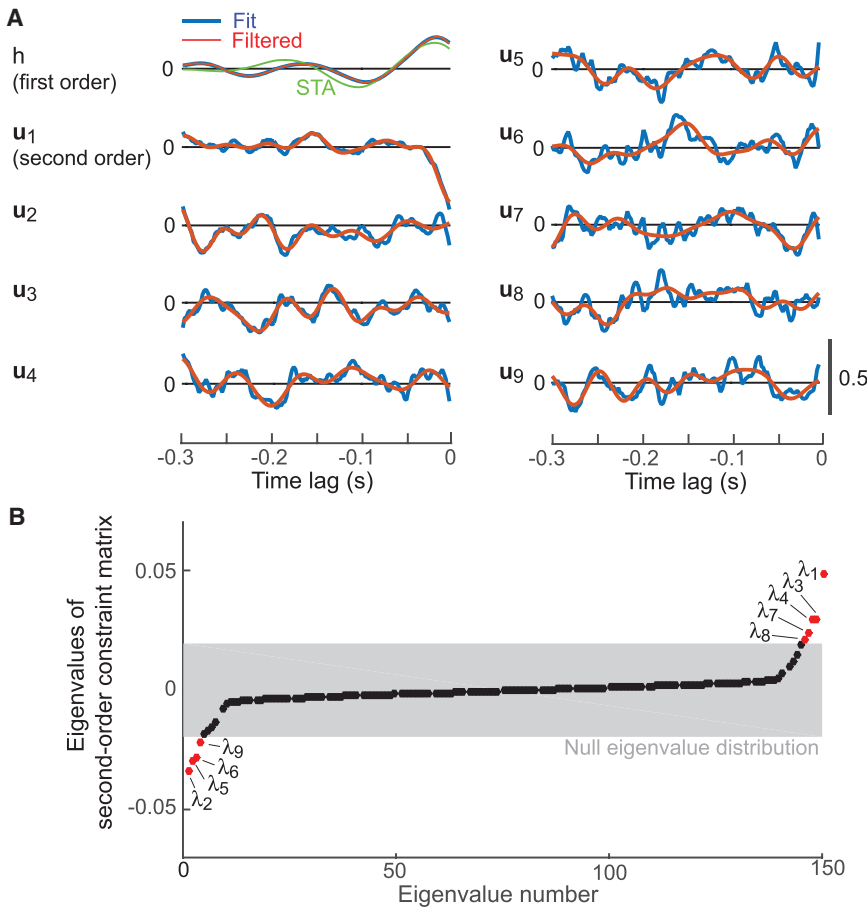 A
Fit
Filtered
STA
h
(first order)
0
u1
(second order)
0
u2
0
u3
0
u4
0
-0.3
-0.2
-0.1
0
Time lag (s)
u5
0
u6
0
u7
0
u8
0
u9
0
0.5
-0.3
-0.2
-0.1
0
Time lag (s)
B
Eigenvalues of
second-order constraint matrix
0.05
0
-0.05
λ1
λ3
λ4
λ7
λ8
Null eigenvalue distribution
λ9
λ6
λ5
λ2
0
50
100
150
Eigenvalue number